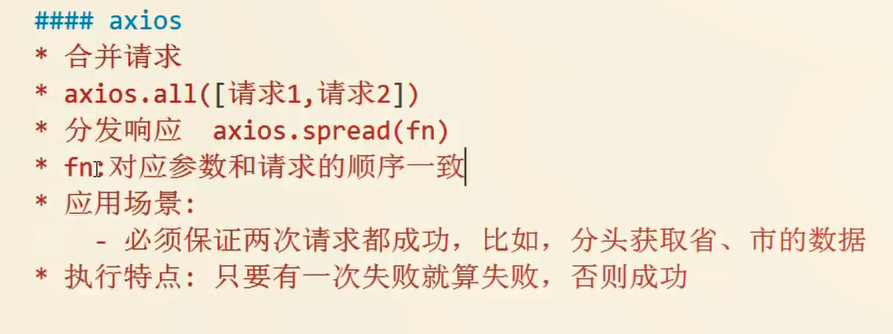 #### axios
* 合并请求
* axios.all([请求1,请求2])
* 分发响应  axios.spread(fn)
* fn:对应参数和请求的顺序一致
* 应用场景:
    - 必须保证两次请求都成功，比如，分头获取省、市的数据
* 执行特点: 只要有一次失败就算失败，否则成功